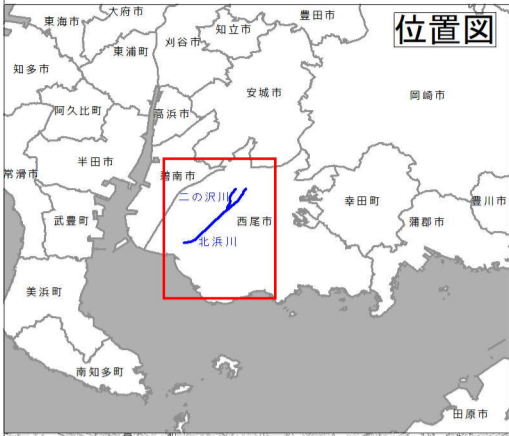 位置図
東海市
大府市
豊田市
知立市
刈谷市
東浦町
知多市
安城市
岡崎市
阿久比町
高浜市
半田市
常滑市
碧南市
二の沢川
幸田町
豊川市
武豊町
西尾市
蒲郡市
北浜川
美浜町
南知多町
田原市